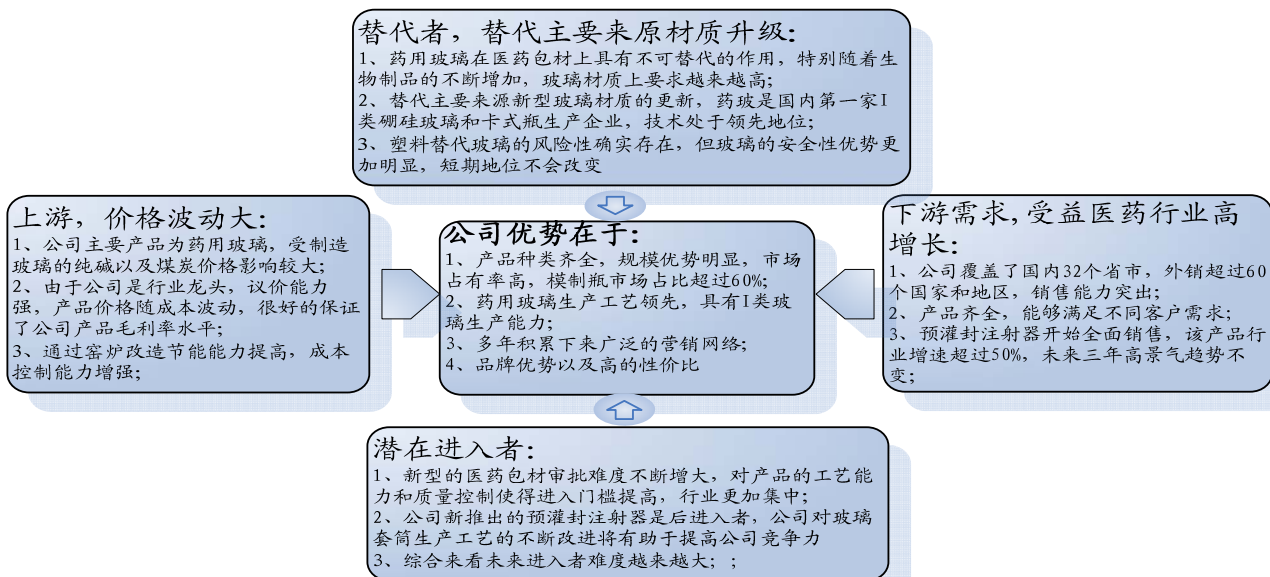 替代者，替代主要来原材质升级：
1、药用玻璃在医药包材上具有不可替代的作用，特别随着生
物制品的不断增加，玻璃材质上要求越来越高；
2、替代主要来源新型玻璃材质的更新，药玻是国内第一家I
类硼硅玻璃和卡式瓶生产企业，技术处于领先地位；
3、塑料替代玻璃的风险性确实存在，但玻璃的安全性优势更
加明显，短期地位不会改变
上游，价格波动大：
1、公司主要产品为药用玻璃，受制造
玻璃的纯碱以及煤炭价格影响较大；
2、由于公司是行业龙头，议价能力
强，产品价格随成本波动，很好的保证
了公司产品毛利率水平；
3、通过窑炉改造节能能力提高，成本
控制能力增强；
公司优势在于：
1、产品种类齐全，规模优势明显，市场
占有率高，模制瓶市场占比超过60%；
2、药用玻璃生产工艺领先，具有I类玻
璃生产能力；
3、多年积累下来广泛的营销网络；
4、品牌优势以及高的性价比
下游需求,受益医药行业高
增长：
1、公司覆盖了国内32个省市，外销超过60
个国家和地区，销售能力突出；
2、产品齐全，能够满足不同客户需求；
3、预灌封注射器开始全面销售，该产品行
业增速超过50%，未来三年高景气趋势不
变；
潜在进入者：
1、新型的医药包材审批难度不断增大，对产品的工艺能
力和质量控制使得进入门槛提高，行业更加集中；
2、公司新推出的预灌封注射器是后进入者，公司对玻璃
套筒生产工艺的不断改进将有助于提高公司竞争力
3、综合来看未来进入者难度越来越大；；